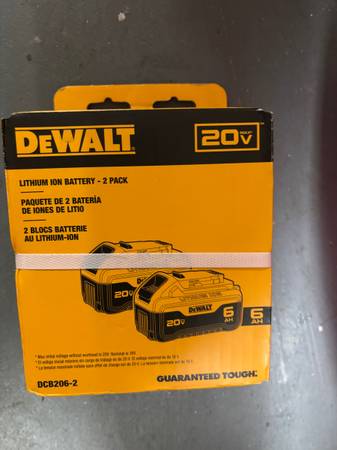 DEWALT
20V MAX*
LITHIUM ION BATTERY - 2 PACK
PAQUETE DE 2 BATERÍA
DE IONES DE LITIO
2 BLOCS BATTERIE
AU LITHIUM-ION
20V
DEWALT
20V
6
AH
6
AH
DCB206-2
GUARANTEED TOUGH.